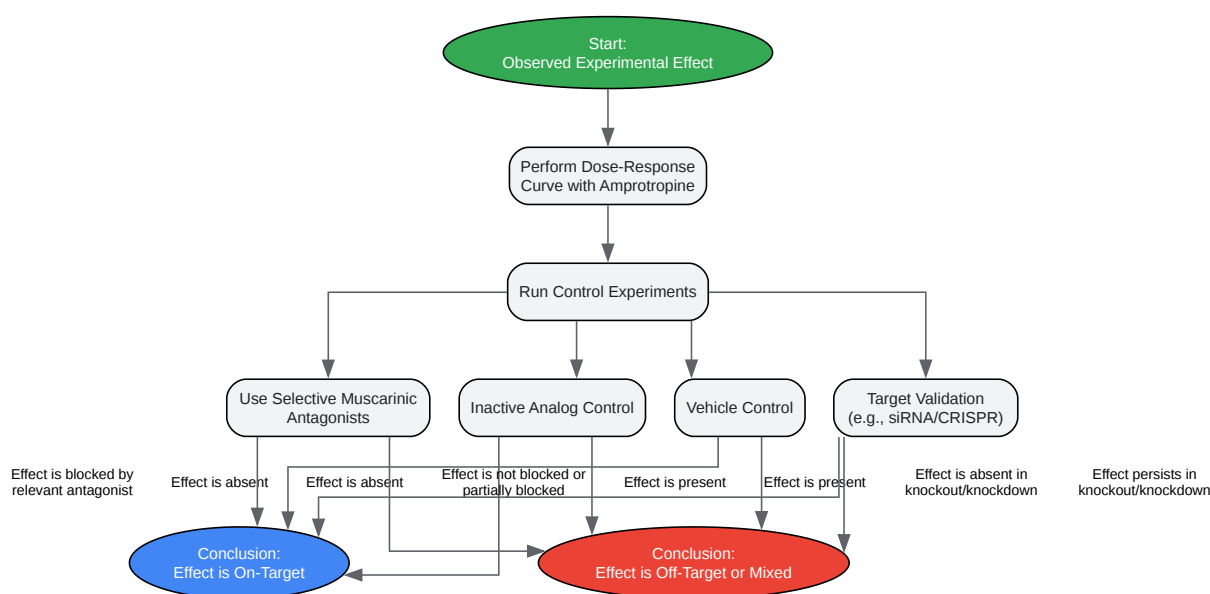 Start:
Observed Experimental Effect
Perform Dose-Response
Curve with Amprotropine
Run Control Experiments
Use Selective Muscarinic
Antagonists
Inactive Analog Control
Vehicle Control
Target Validation
(e.g., siRNA/CRISPR)
Effect is blocked by
relevant antagonist
Effect is absent
Effect is absent
Effect is not blocked or
partially blocked
Effect is present
Effect is present
Effect is absent in
knockout/knockdown
Effect persists in
knockout/knockdown
Conclusion:
Effect is On-Target
Conclusion:
Effect is Off-Target or Mixed